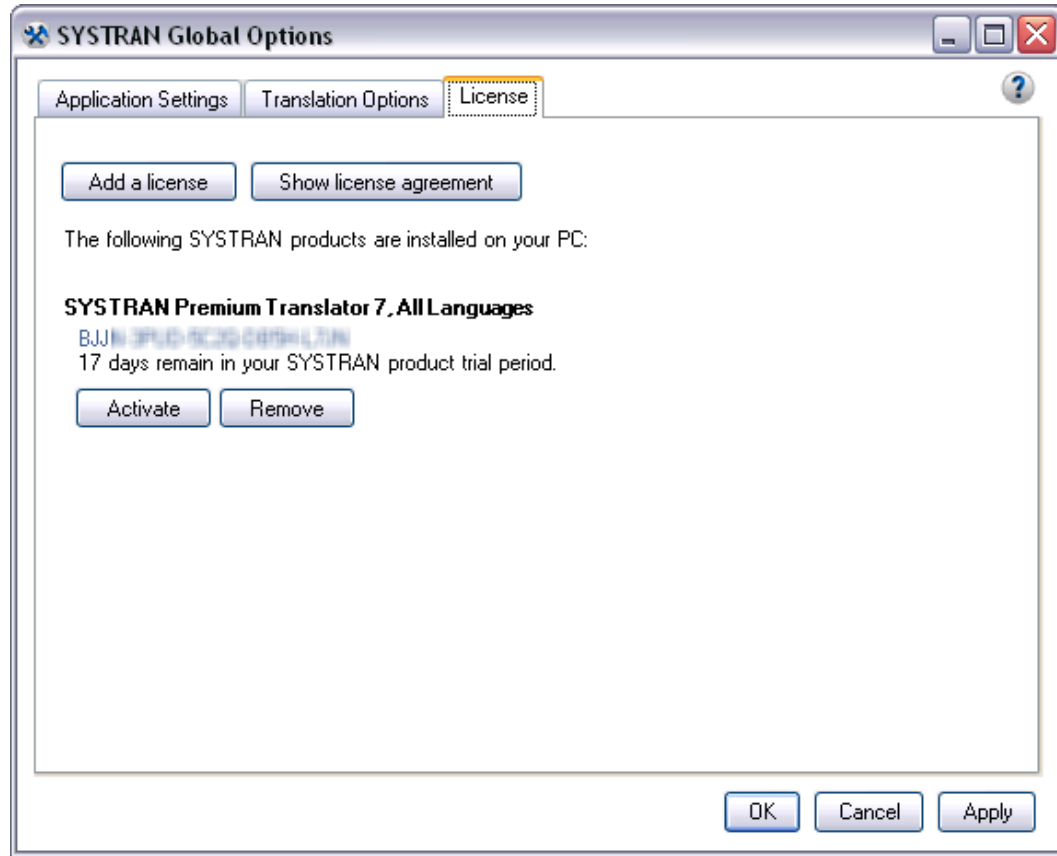 SYSTRAN Global Options
Application Settings Translation Options License
Add a license Show license agreement
The following SYSTRAN products are installed on your PC:
SYSTRAN Premium Translator 7, All Languages
17 days remain in your SYSTRAN product trial period.
Activate Remove
OK Cancel Apply